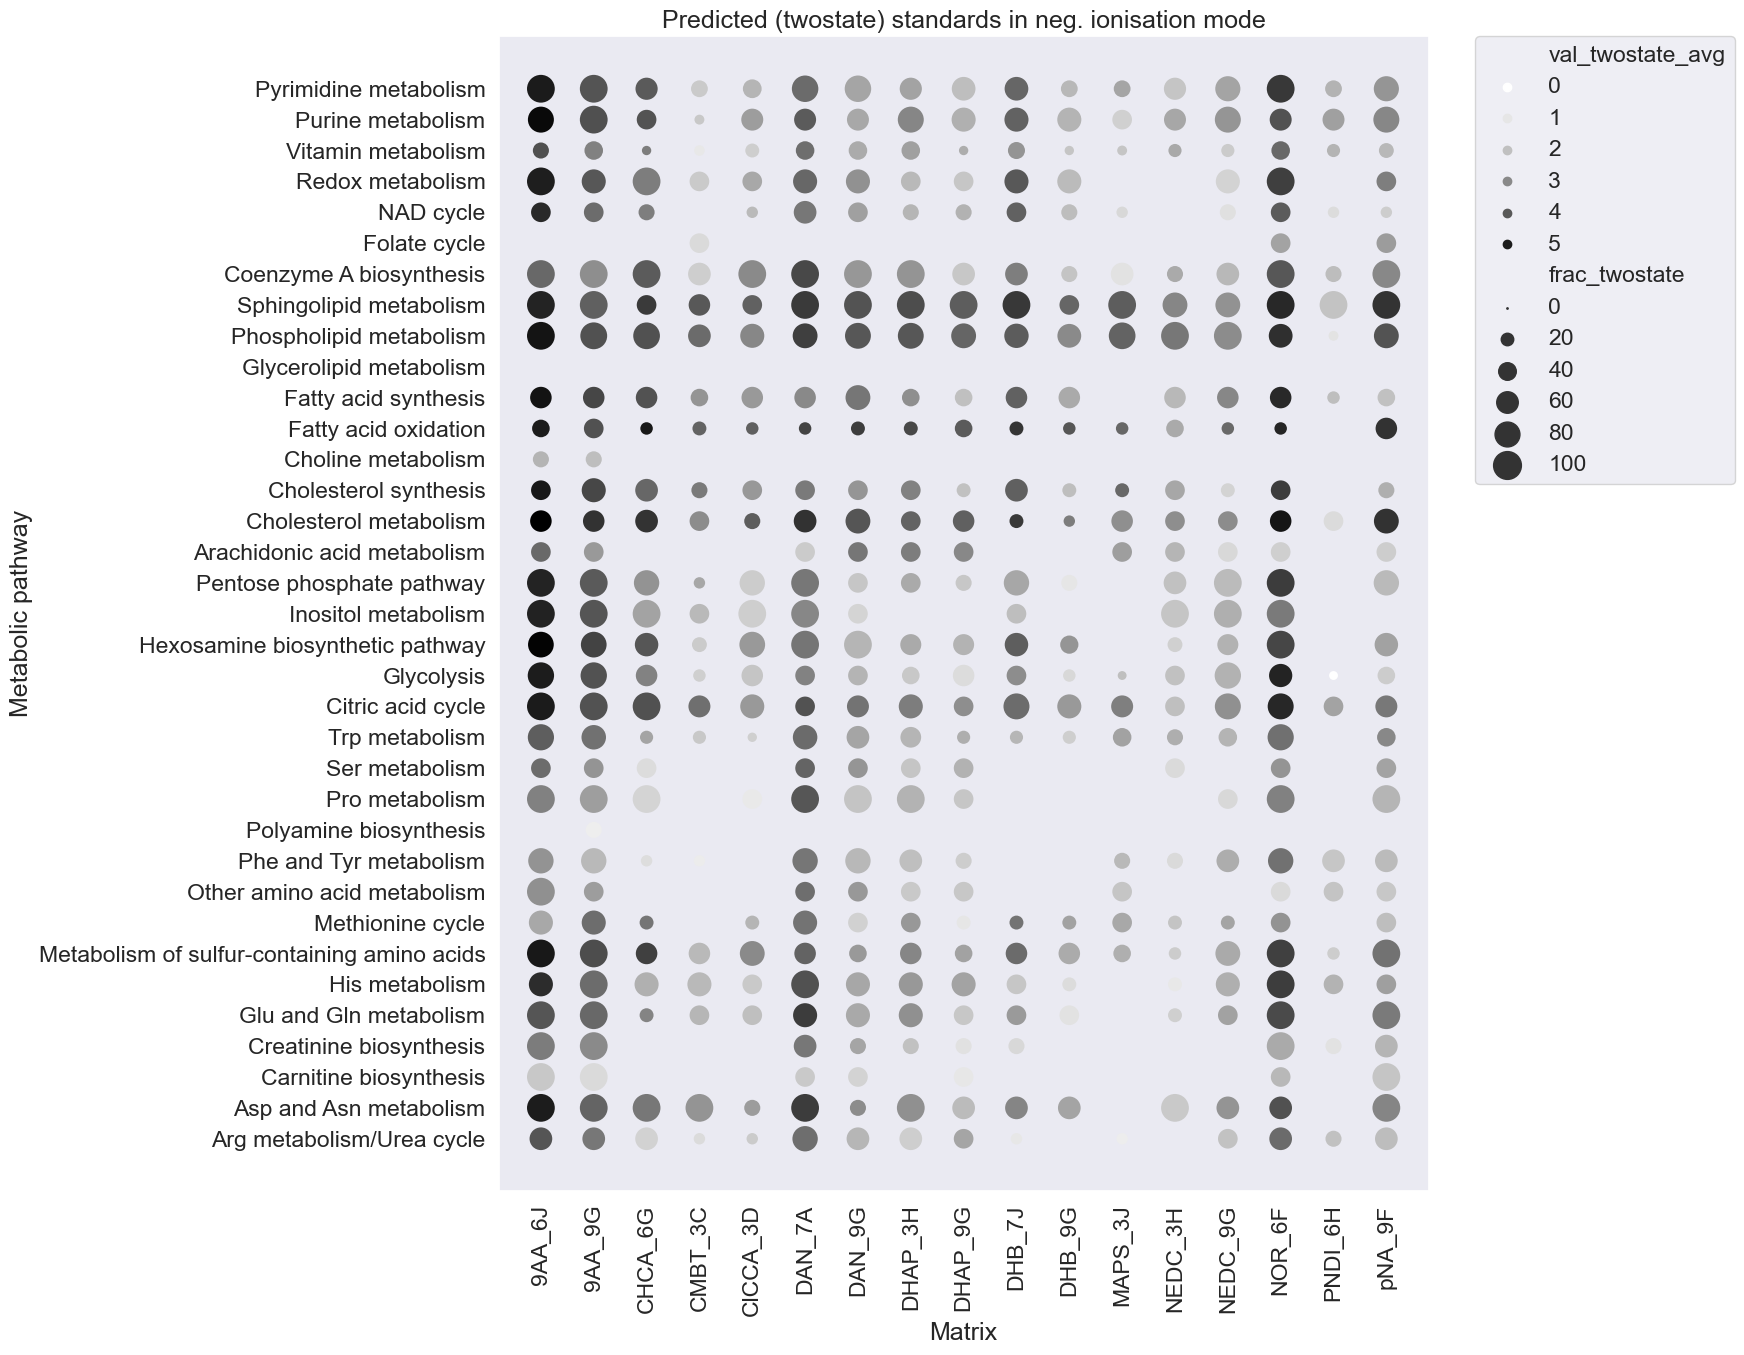 Predicted (twostate) standards in neg. ionisation mode
Metabolic pathway
Pyrimidine metabolism
Purine metabolism
Vitamin metabolism
Redox metabolism
NAD cycle
Folate cycle
Coenzyme A biosynthesis
Sphingolipid metabolism
Phospholipid metabolism
Glycerolipid metabolism
Fatty acid synthesis
Fatty acid oxidation
Choline metabolism
Cholesterol synthesis
Cholesterol metabolism
Arachidonic acid metabolism
Pentose phosphate pathway
Inositol metabolism
Hexosamine biosynthetic pathway
Glycolysis
Citric acid cycle
Trp metabolism
Ser metabolism
Pro metabolism
Polyamine biosynthesis
Phe and Tyr metabolism
Other amino acid metabolism
Methionine cycle
Metabolism of sulfur-containing amino acids
His metabolism
Glu and Gln metabolism
Creatinine biosynthesis
Carnitine biosynthesis
Asp and Asn metabolism
Arg metabolism/Urea cycle
9AA_6J
9AA_9G
CHCA_6G
CMBT_3C
ClCCA_3D
DAN_7A
DAN_9G
DHAP_3H
DHAP_9G
DHB_7J
DHB_9G
MAPS_3J
NEDC_3H
NEDC_9G
NOR_6F
PNDI_6H
pNA_9F
Matrix
val_twostate_avg
0
1
2
3
4
5
frac_twostate
0
20
40
60
80
100